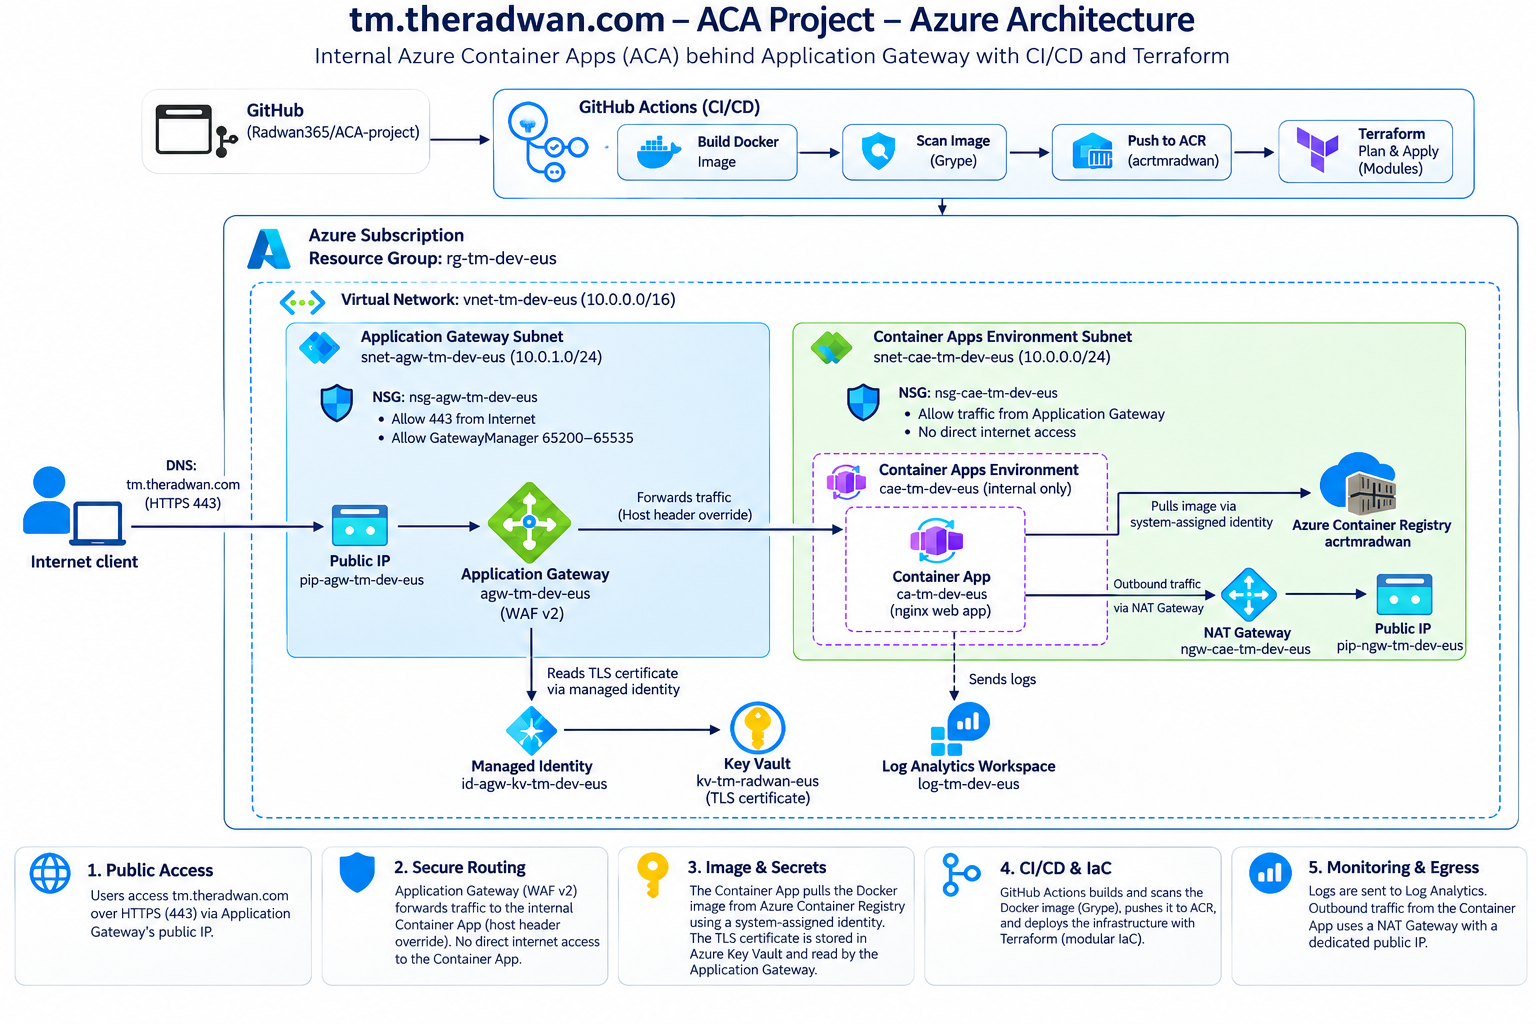 tm.theradwan.com – ACA Project – Azure Architecture
Internal Azure Container Apps (ACA) behind Application Gateway with CI/CD and Terraform
GitHub
(Radwan365/ACA-project)
GitHub Actions (CI/CD)
Build Docker
Image
Scan Image
(Grype)
Push to ACR
(acrtmradwan)
Terraform
Plan & Apply
(Modules)
Azure Subscription
Resource Group: rg-tm-dev-eus
Virtual Network: vnet-tm-dev-eus (10.0.0.0/16)
Application Gateway Subnet
snet-agw-tm-dev-eus (10.0.1.0/24)
NSG: nsg-agw-tm-dev-eus
• Allow 443 from Internet
• Allow GatewayManager 65200–65535
Container Apps Environment Subnet
snet-cae-tm-dev-eus (10.0.0.0/24)
NSG: nsg-cae-tm-dev-eus
• Allow traffic from Application Gateway
• No direct internet access
DNS:
tm.theradwan.com
(HTTPS 443)
Internet client
Public IP
pip-agw-tm-dev-eus
Application Gateway
agw-tm-dev-eus
(WAF v2)
Forwards traffic
(Host header override)
Container Apps Environment
cae-tm-dev-eus (internal only)
Container App
ca-tm-dev-eus
(nginx web app)
Pulls image via
system-assigned identity
Azure Container Registry
acrtmradwan
Outbound traffic
via NAT Gateway
NAT Gateway
ngw-cae-tm-dev-eus
Public IP
pip-ngw-tm-dev-eus
Reads TLS certificate
via managed identity
Managed Identity
id-agw-kv-tm-dev-eus
Key Vault
kv-tm-radwan-eus
(TLS certificate)
Sends logs
Log Analytics Workspace
log-tm-dev-eus
1. Public Access
Users access tm.theradwan.com
over HTTPS (443) via Application
Gateway's public IP.
2. Secure Routing
Application Gateway (WAF v2)
forwards traffic to the internal
Container App (host header
override). No direct internet access
to the Container App.
3. Image & Secrets
The Container App pulls the Docker
image from Azure Container Registry
using a system-assigned identity.
The TLS certificate is stored in
Azure Key Vault and read by the
Application Gateway.
4. CI/CD & IaC
GitHub Actions builds and scans the
Docker image (Grype), pushes it to ACR,
and deploys the infrastructure with
Terraform (modular IaC).
5. Monitoring & Egress
Logs are sent to Log Analytics.
Outbound traffic from the Container
App uses a NAT Gateway with a
dedicated public IP.